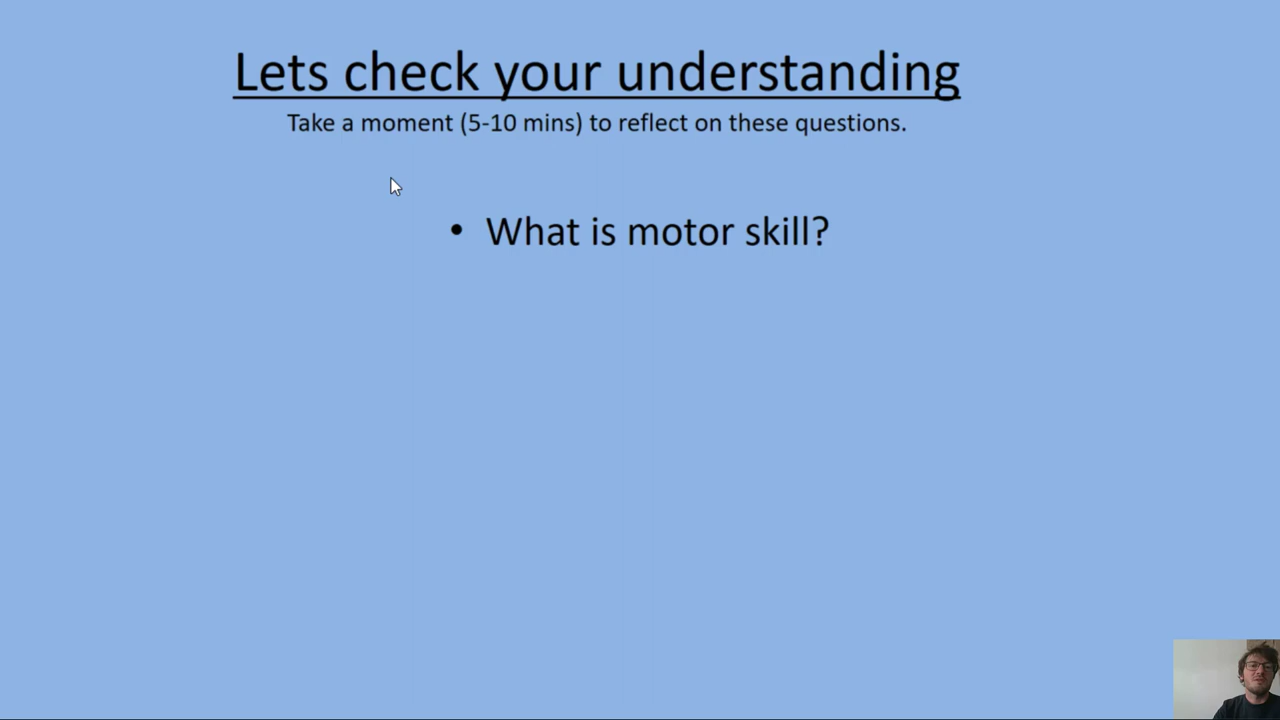 Lets check your understanding
Take a moment (5-10 mins) to reflect on these questions.
• What is motor skill?